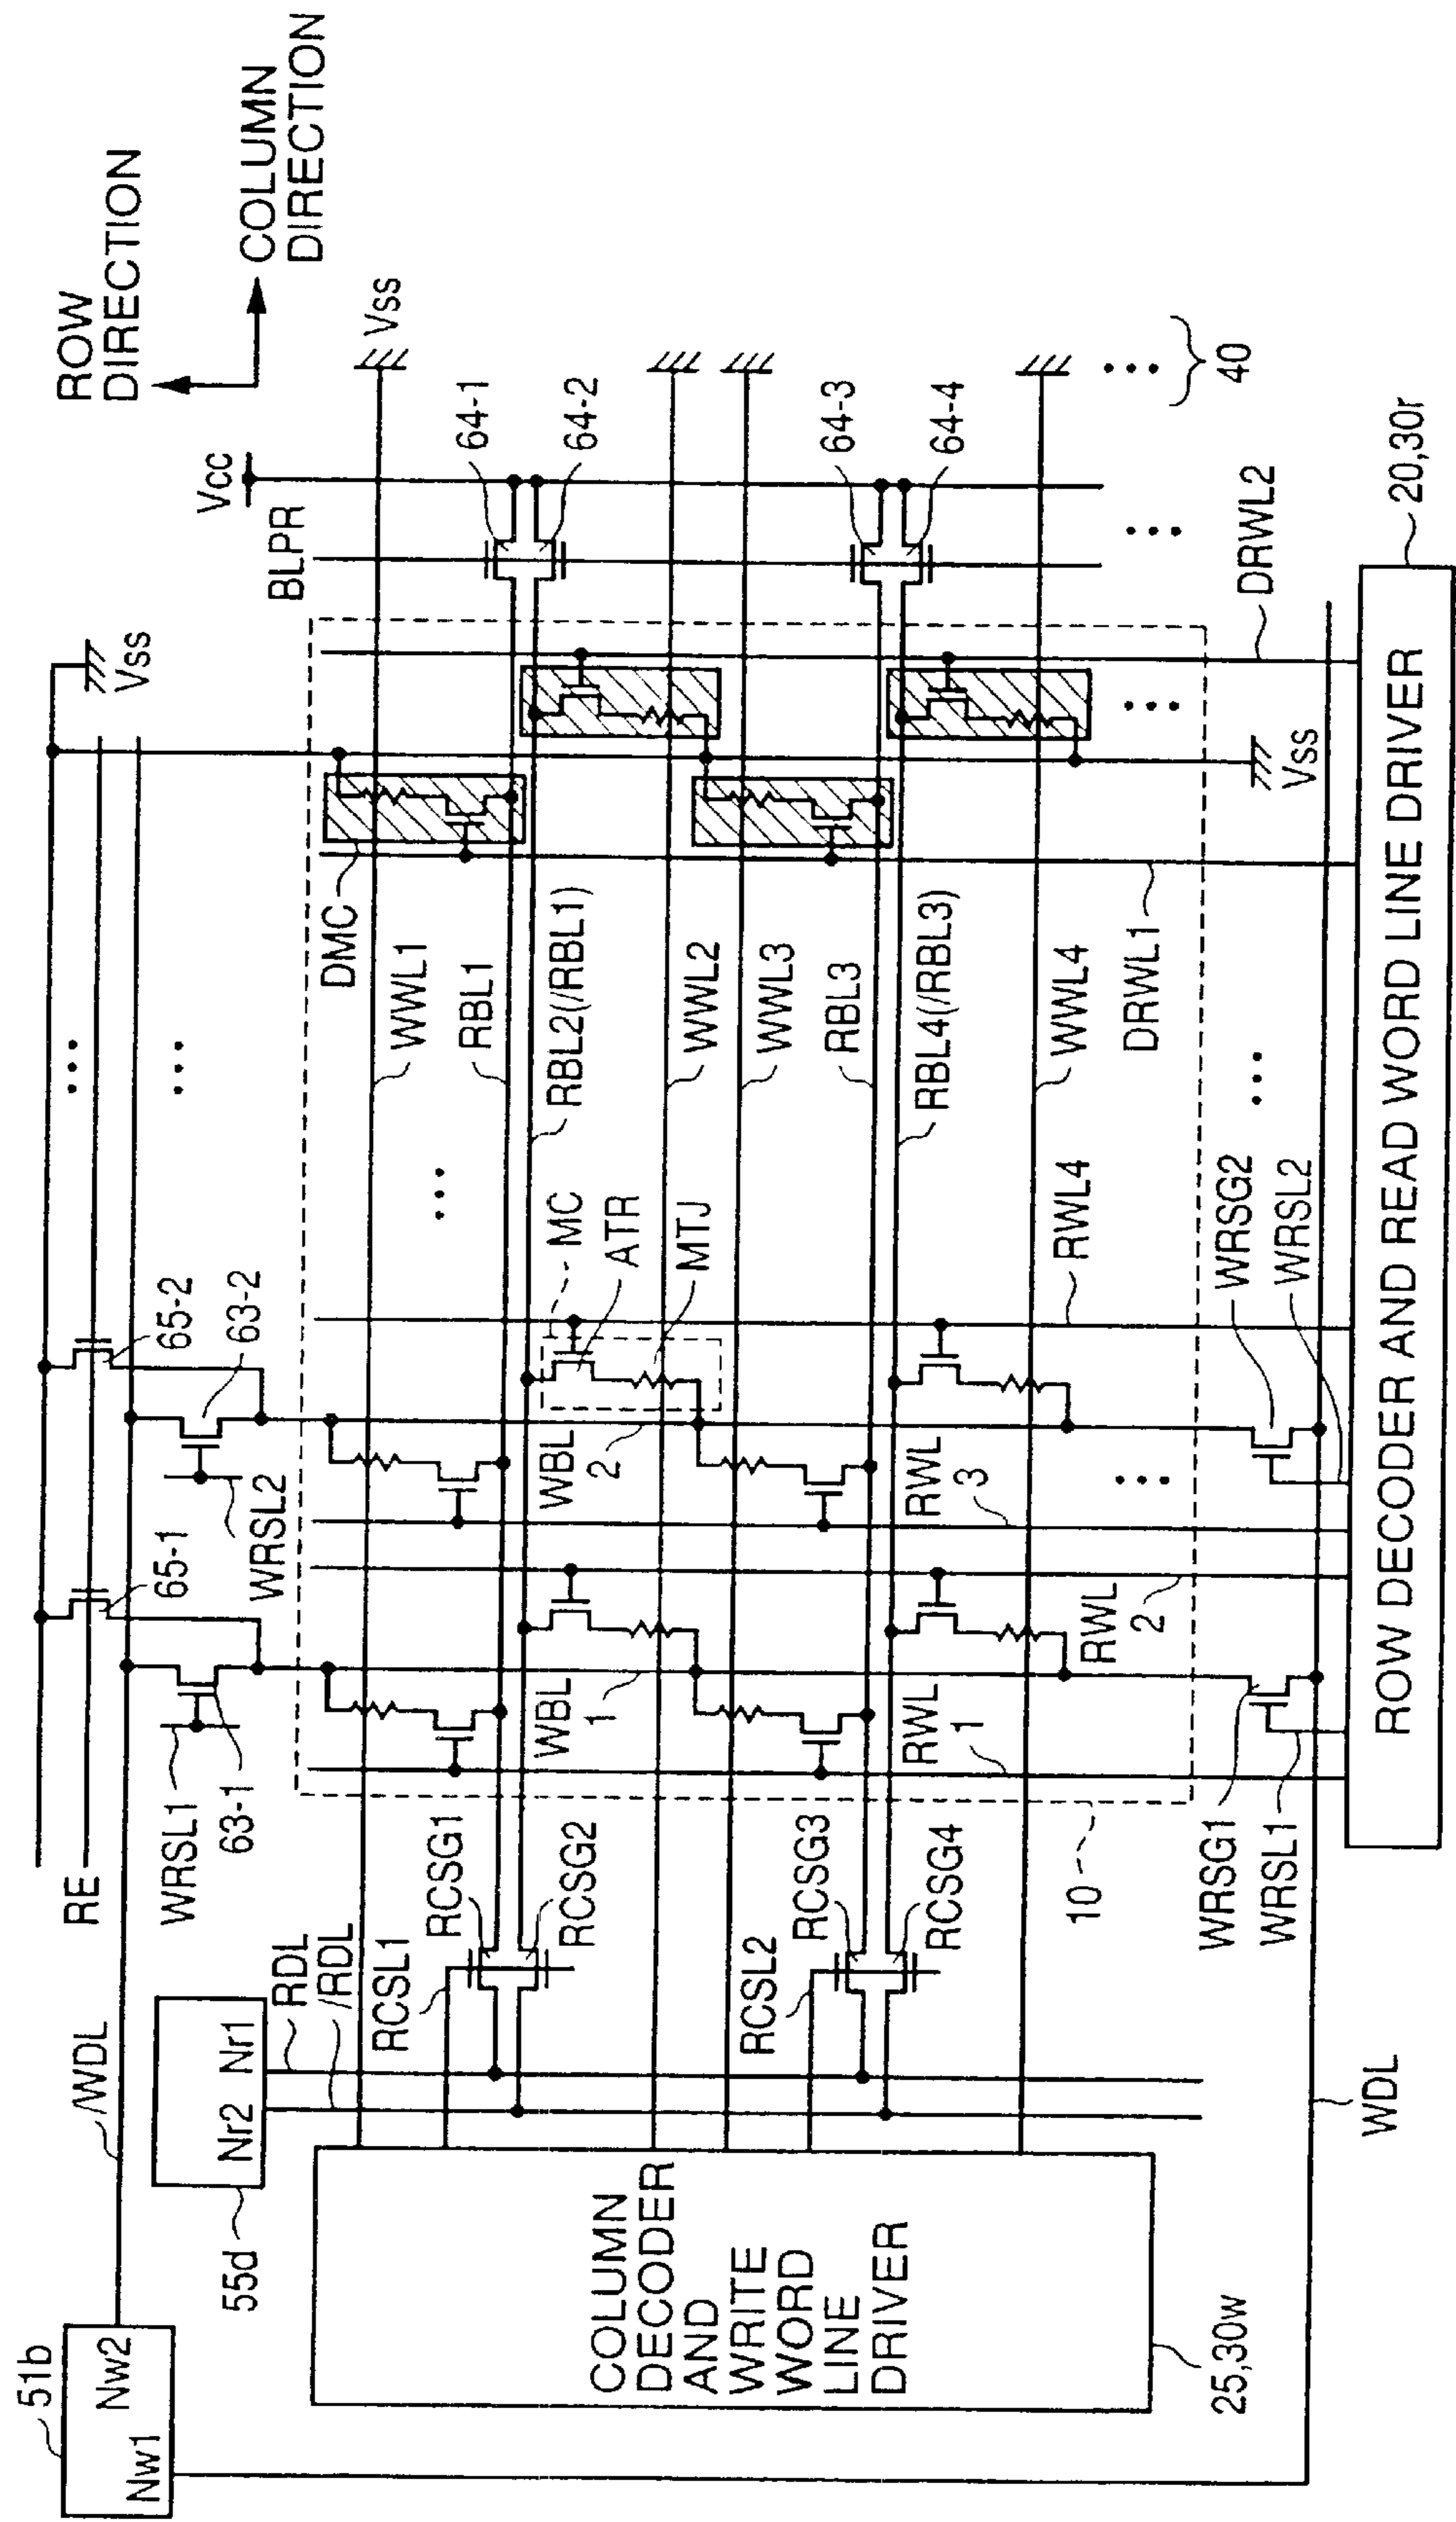 ROW
DIRECTION
COLUMN
DIRECTION
51b
Nw2
Nw1
/WDL
55d
Nr2 Nr1
RDL
/RDL
RE
WRSL1
63-1
65-1
WRSL2
63-2
65-2
...
...
Vss
Vcc
BLPR
Vss
64-1
64-2
64-3
64-4
...
40
COLUMN
DECODER
AND
WRITE
WORD
LINE
DRIVER
25,30w
RCSL1
RCSG1
RCSG2
RCSL2
RCSG3
RCSG4
10
DMC
WWL1
RBL1
RBL2(/RBL1)
WWL2
WWL3
RBL3
RBL4(/RBL3)
WWL4
DRWL1
...
MC
ATR
MTJ
WBL
1
WBL
2
RWL
1
RWL
2
RWL
3
RWL4
...
...
...
...
Vss
DRWL2
WRSG1
WRSL1
WRSG2
WRSL2
WDL
ROW DECODER AND READ WORD LINE DRIVER
20,30r